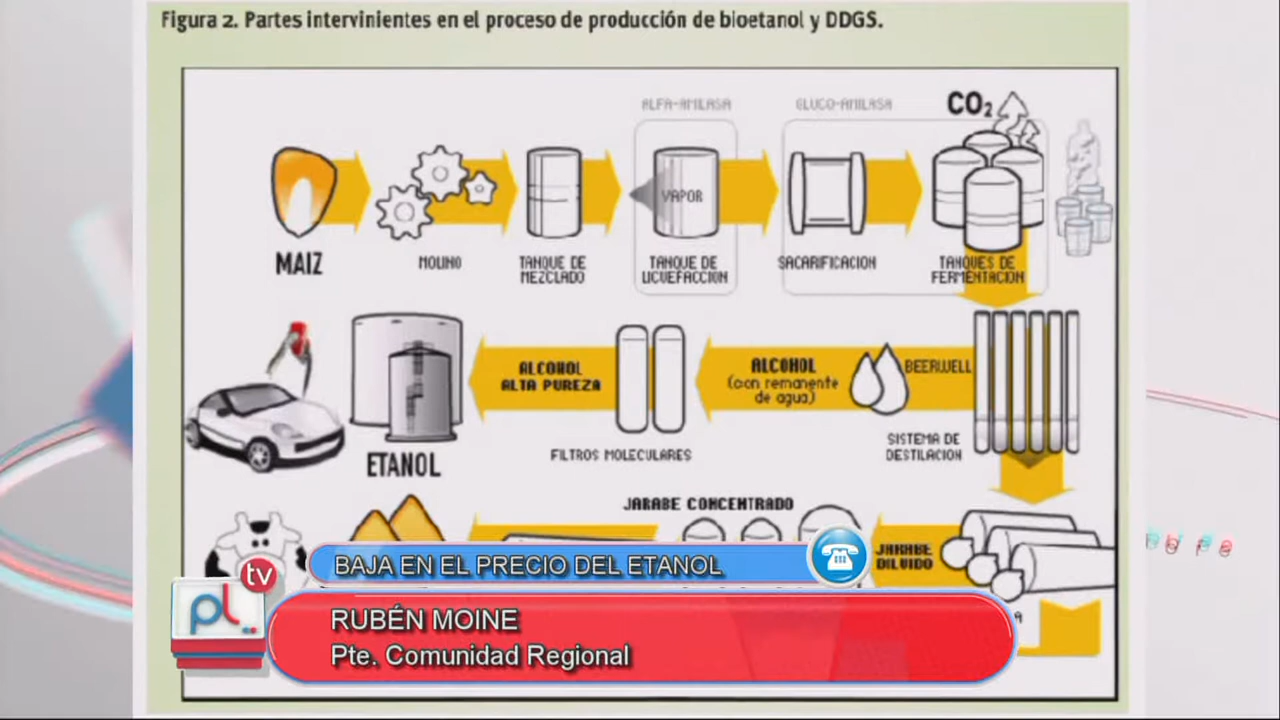 Figura 2. Partes intervinientes en el proceso de producción de bioetanol y DDGS.
ALFA-AMILASA
GLUCO-AMILASA
CO2
VAPOR
MAIZ
MOLINO
TANQUE DE
MEZCLADO
TANQUE DE
LICUEFACCION
SACARIFICACION
TANQUES DE
FERMENTACION
ALCOHOL
ALTA PUREZA
ALCOHOL
(con remanente
de agua)
BEERWELL
ETANOL
FILTROS MOLECULARES
SISTEMA DE
DESTILACION
JARABE CONCENTRADO
JARABE
DILUIDO
BAJA EN EL PRECIO DEL ETANOL
tv
pl..
RUBÉN MOINE
Pte. Comunidad Regional